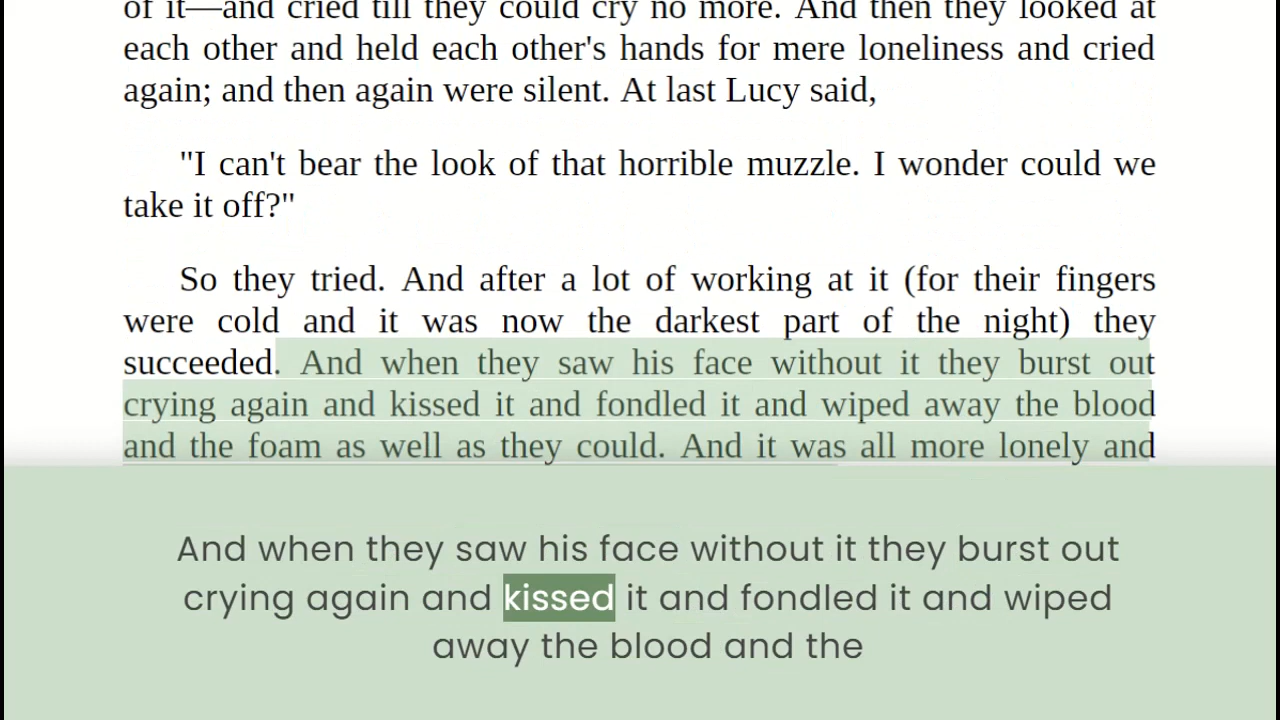 of it—and cried till they could cry no more. And then they looked at
each other and held each other's hands for mere loneliness and cried
again; and then again were silent. At last Lucy said,
"I can't bear the look of that horrible muzzle. I wonder could we
take it off?"
So they tried. And after a lot of working at it (for their fingers
were cold and it was now the darkest part of the night) they
succeeded. And when they saw his face without it they burst out
crying again and kissed it and fondled it and wiped away the blood
and the foam as well as they could. And it was all more lonely and
And when they saw his face without it they burst out
crying again and kissed it and fondled it and wiped
away the blood and the